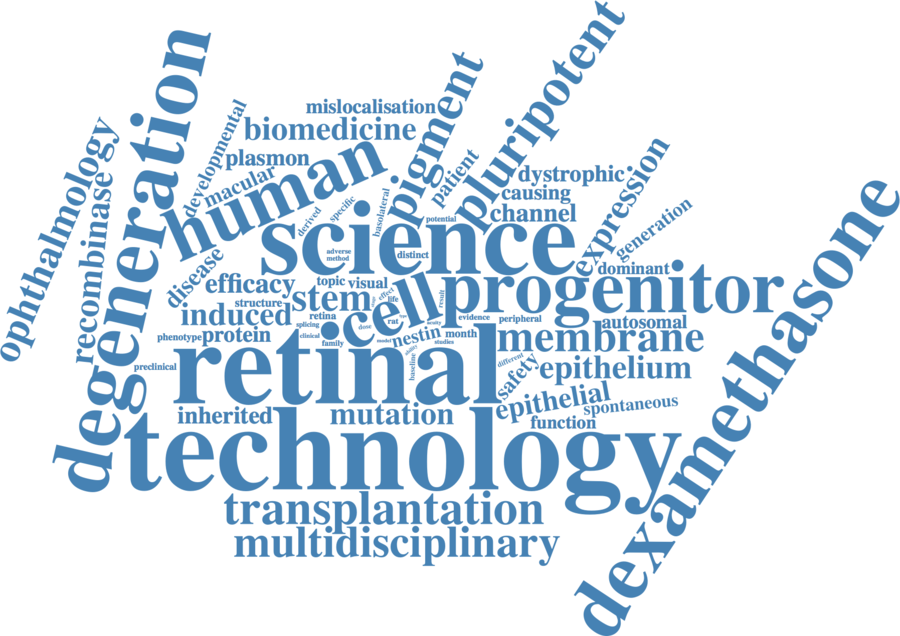 mislocalisation
biomedicine
pigment
pluripotent
developmental
plasmon
patient
dystrophic
ophthalmology
recombinase
degeneration
macular
human
specific
derived
basolateral
potential
causing
channel
expression
generation
science
adverse
method
distinct
dominant
disease
efficacy
topic
visual
progenitor
dexamethasone
structure
stem
effect
life
result
induced
retina
cell
rat
evidence
peripheral
autosomal
splicing
dose
phenotype
protein
clinical
family
model
nestin
month
studies
membrane
preclinical
retinal
baseline
different
safety
epithelium
epithelial
spontaneous
inherited
mutation
function
technology
transplantation
multidisciplinary